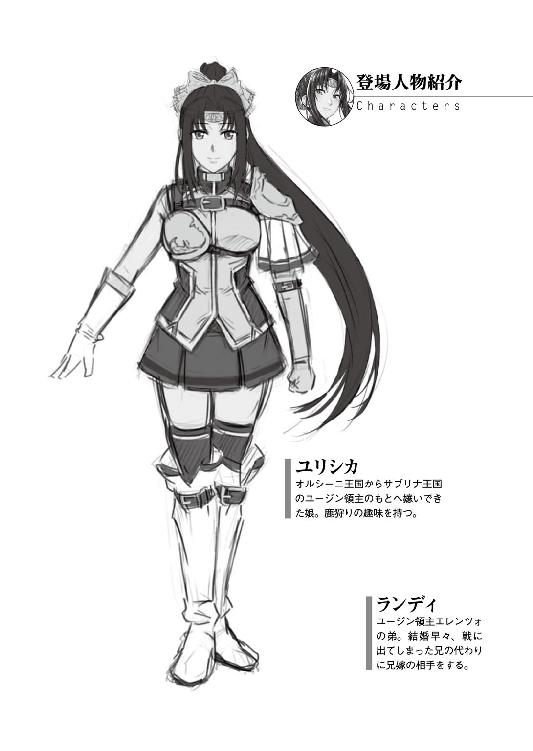 登場人物紹介
Characters
ユリシカ
オルシーニ王国からサブリナ王国
のユージン領主のもとへ嫁いでき
た娘。鹿狩りの趣味を持つ。
ランディ
ユージン領主エレンツォ
の弟。結婚早々、戦に
出てしまった兄の代わり
に兄嫁の相手をする。